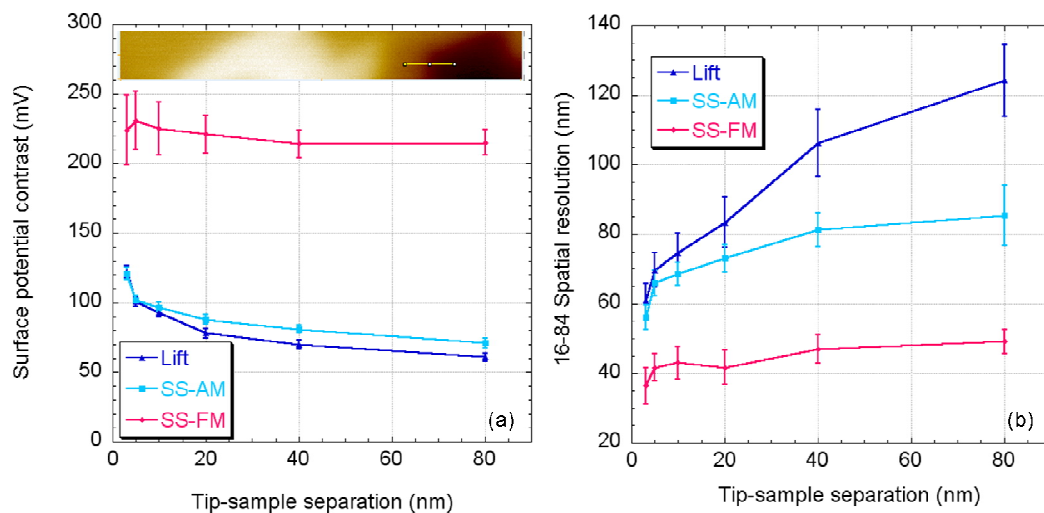 300
250
200
150
100
50
0
Surface potential contrast (mV)
Lift
SS-AM
SS-FM
(a)
0 20 40 60 80
Tip-sample separation (nm)
140
120
100
80
60
40
20
16-84 Spatial resolution (nm)
Lift
SS-AM
SS-FM
(b)
0 20 40 60 80
Tip-sample separation (nm)